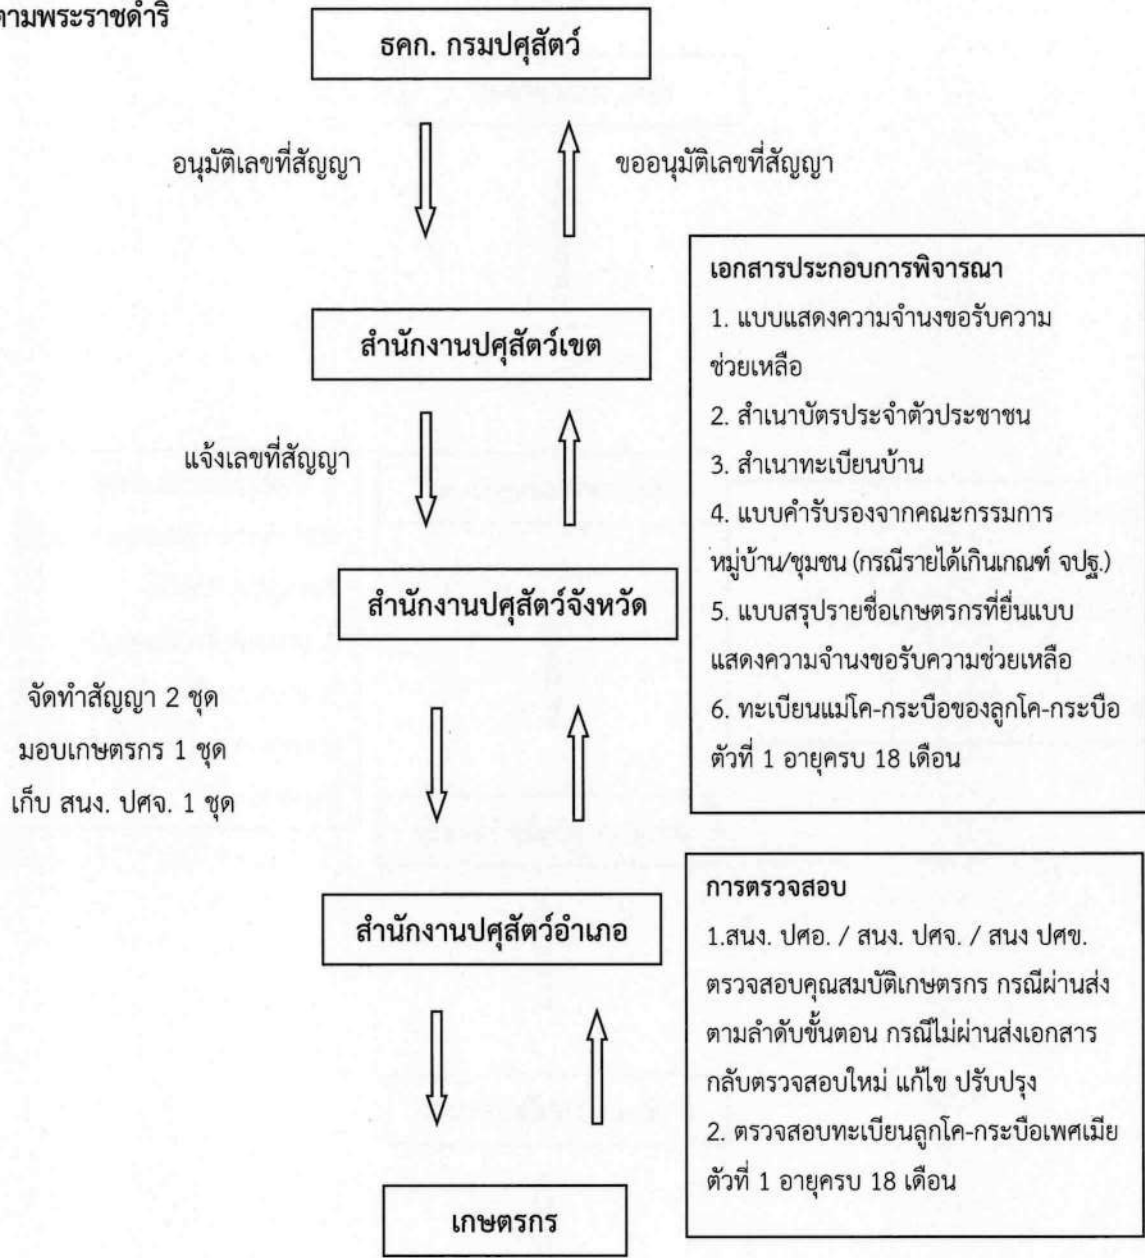 ตามพระราชดำริ
ธคก. กรมปศุสัตว์
อนุมัติเลขที่สัญญา
ขออนุมัติเลขที่สัญญา
สำนักงานปศุสัตว์เขต
แจ้งเลขที่สัญญา
สำนักงานปศุสัตว์จังหวัด
จัดทำสัญญา 2 ชุด
มอบเกษตรกร 1 ชุด
เก็บ สนง. ปศจ. 1 ชุด
สำนักงานปศุสัตว์อำเภอ
เกษตรกร
เอกสารประกอบการพิจารณา
1. แบบแสดงความจำนงขอรับความ
ช่วยเหลือ
2. สำเนาบัตรประจำตัวประชาชน
3. สำเนาทะเบียนบ้าน
4. แบบคำรับรองจากคณะกรรมการ
หมู่บ้าน/ชุมชน (กรณีรายได้เกินเกณฑ์ จปฐ.)
5. แบบสรุปรายชื่อเกษตรกรที่ยื่นแบบ
แสดงความจำนงขอรับความช่วยเหลือ
6. ทะเบียนแม่โค-กระบือของลูกโค-กระบือ
ตัวที่ 1 อายุครบ 18 เดือน
การตรวจสอบ
1.สนง. ปศอ. / สนง. ปศจ. / สนง ปศข.
ตรวจสอบคุณสมบัติเกษตรกร กรณีผ่านส่ง
ตามลำดับขั้นตอน กรณีไม่ผ่านส่งเอกสาร
กลับตรวจสอบใหม่ แก้ไข ปรับปรุง
2. ตรวจสอบทะเบียนลูกโค-กระบือเพศเมีย
ตัวที่ 1 อายุครบ 18 เดือน